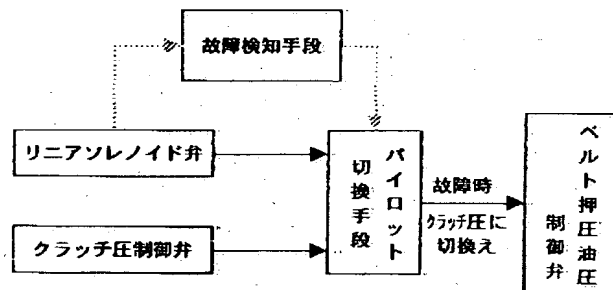 故障検知手段
リニアソレノイド弁
クラッチ圧制御弁
パイロット
切換手段
故障時
クラッチ圧に
切換え
ベルト押圧油圧
制御弁